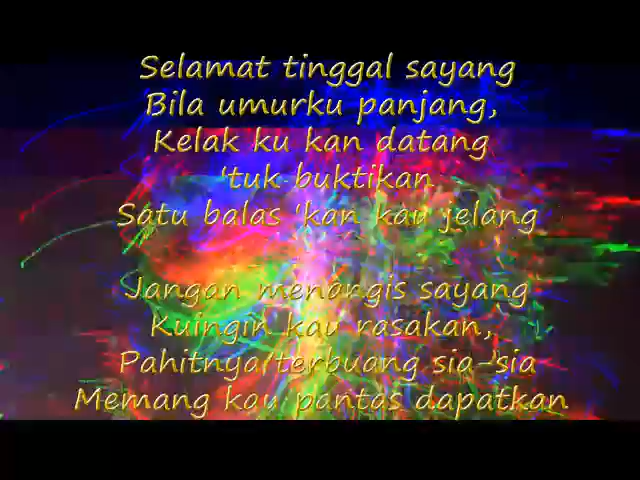 Selamat tinggal sayang
Bila umurku panjang,
Kelak ku kan datang
'tuk buktikan
Satu balas 'kan kau jelang
Jangan menangis sayang
Kuingin kau rasakan,
Pahitnya terbuang sia-sia
Memang kau pantas dapatkan